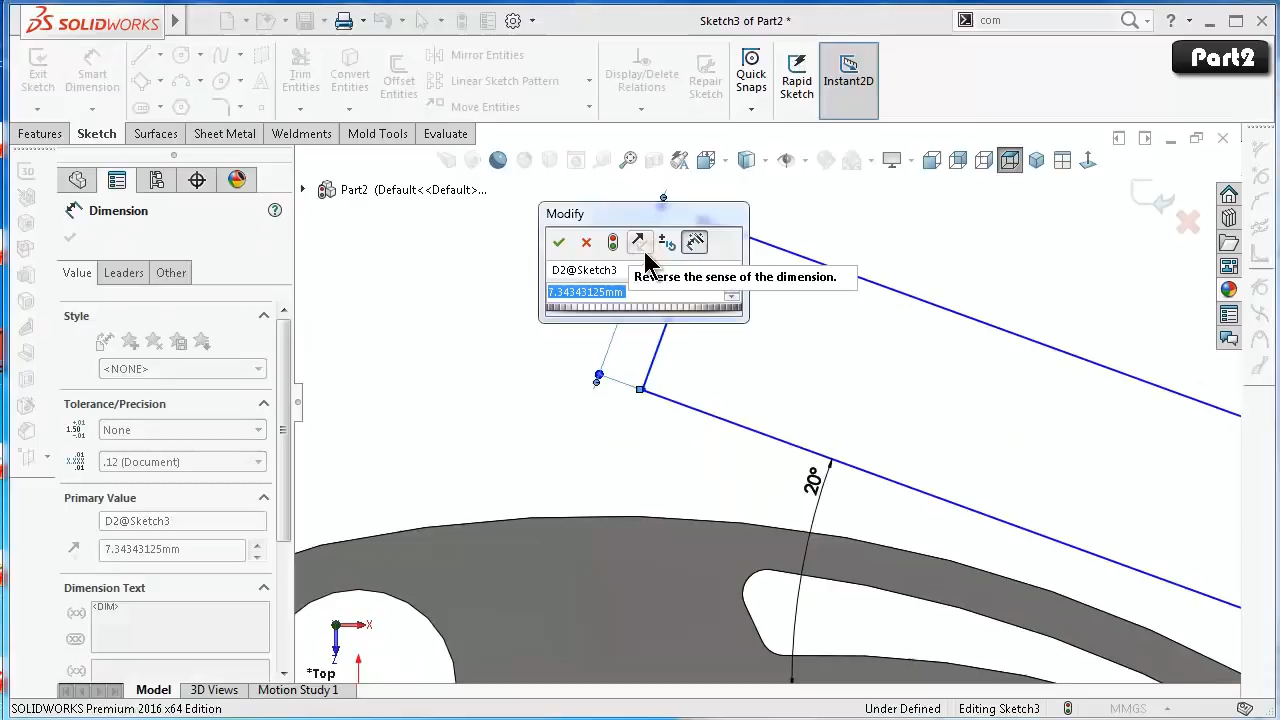 SOLIDWORKS
Sketch3 of Part2 *
com
Part2
Exit Sketch
Smart Dimension
Trim Entities
Convert Entities
Offset Entities
Mirror Entities
Linear Sketch Pattern
Move Entities
Display/Delete Relations
Repair Sketch
Quick Snaps
Rapid Sketch
Instant2D
Features
Sketch
Surfaces
Sheet Metal
Weldments
Mold Tools
Evaluate
Part2 (Default<<Default>...
Dimension
Value
Leaders
Other
Style
<NONE>
Tolerance/Precision
None
.12 (Document)
Primary Value
D2@Sketch3
7.34343125mm
Dimension Text
<DIM>
Modify
D2@Sketch3
7.34343125mm
Reverse the sense of the dimension.
20°
X
Z
*Top
Model
3D Views
Motion Study 1
SOLIDWORKS Premium 2016 x64 Edition
Under Defined
Editing Sketch3
MMGS